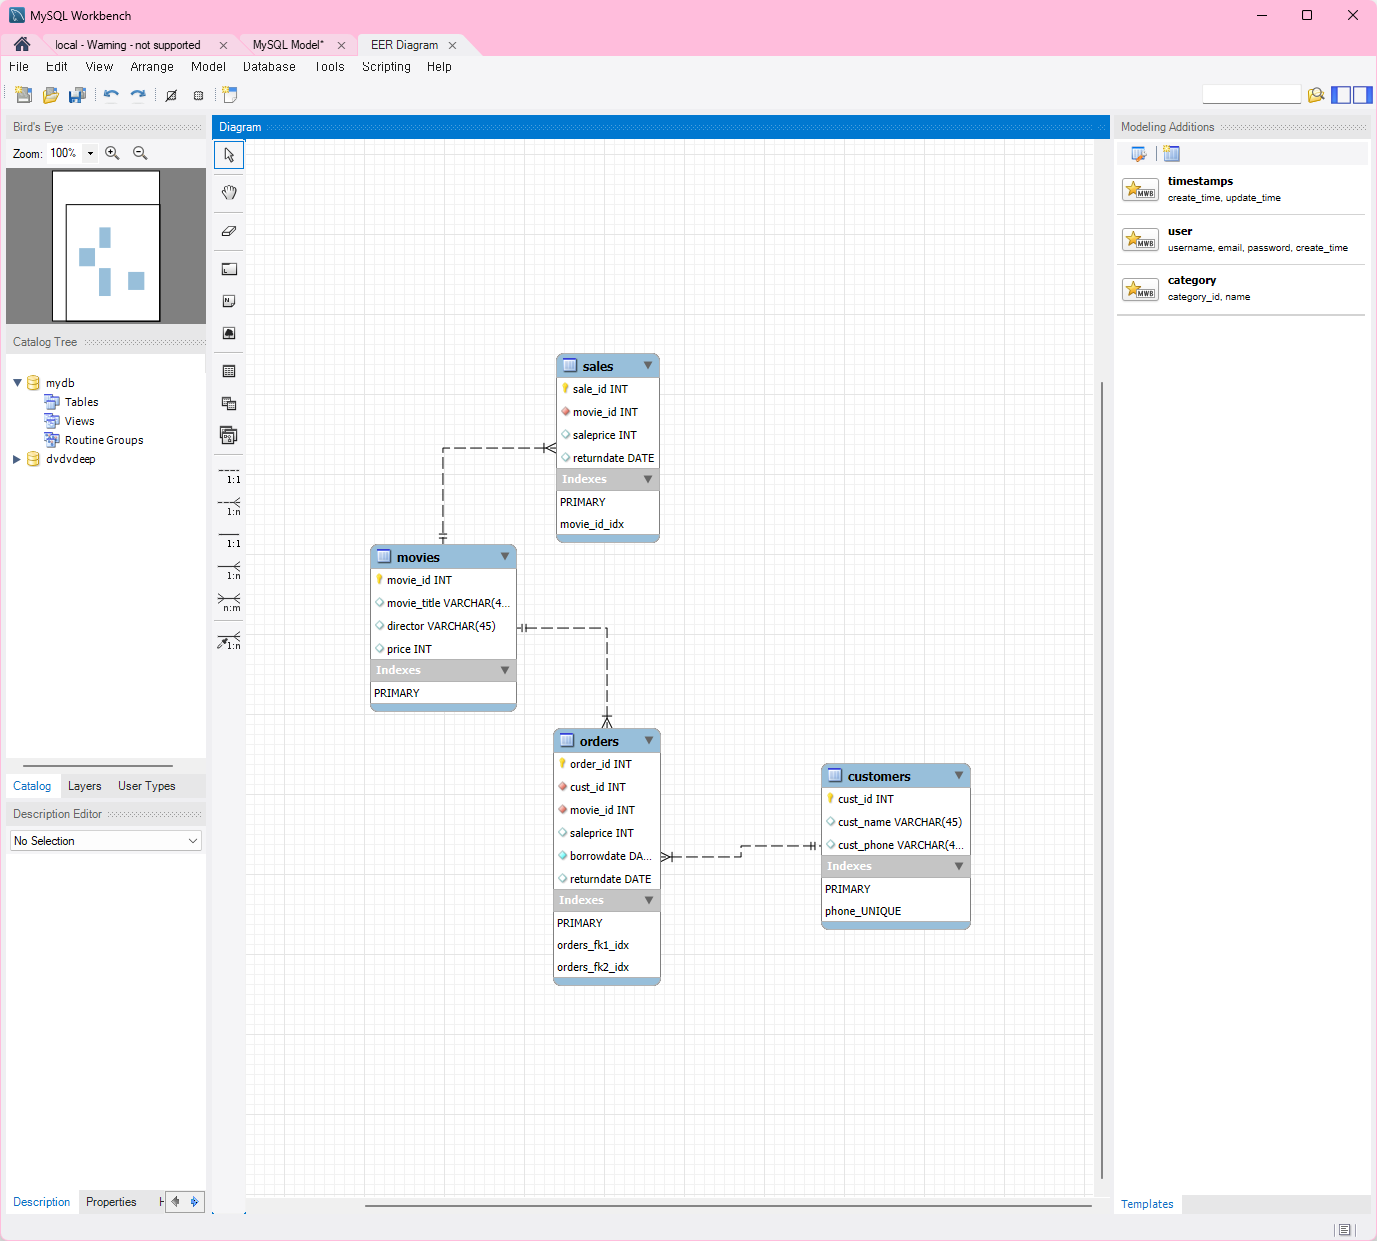 MySQL Workbench
local - Warning - not supported
MySQL Model*
EER Diagram
File Edit View Arrange Model Database Tools Scripting Help
Bird's Eye
Zoom: 100%
Catalog Tree
mydb
Tables
Views
Routine Groups
dvdvdeep
Catalog Layers User Types
Description Editor
No Selection
Description Properties H
Diagram
1:1
1:n
1:1
1:n
n:m
1:n
sales
sale_id INT
movie_id INT
saleprice INT
returndate DATE
Indexes
PRIMARY
movie_id_idx
movies
movie_id INT
movie_title VARCHAR(4...
director VARCHAR(45)
price INT
Indexes
PRIMARY
orders
order_id INT
cust_id INT
movie_id INT
saleprice INT
borrowdate DA...
returndate DATE
Indexes
PRIMARY
orders_fk1_idx
orders_fk2_idx
customers
cust_id INT
cust_name VARCHAR(45)
cust_phone VARCHAR(4...
Indexes
PRIMARY
phone_UNIQUE
Modeling Additions
MWB
timestamps
create_time, update_time
MWB
user
username, email, password, create_time
MWB
category
category_id, name
Templates